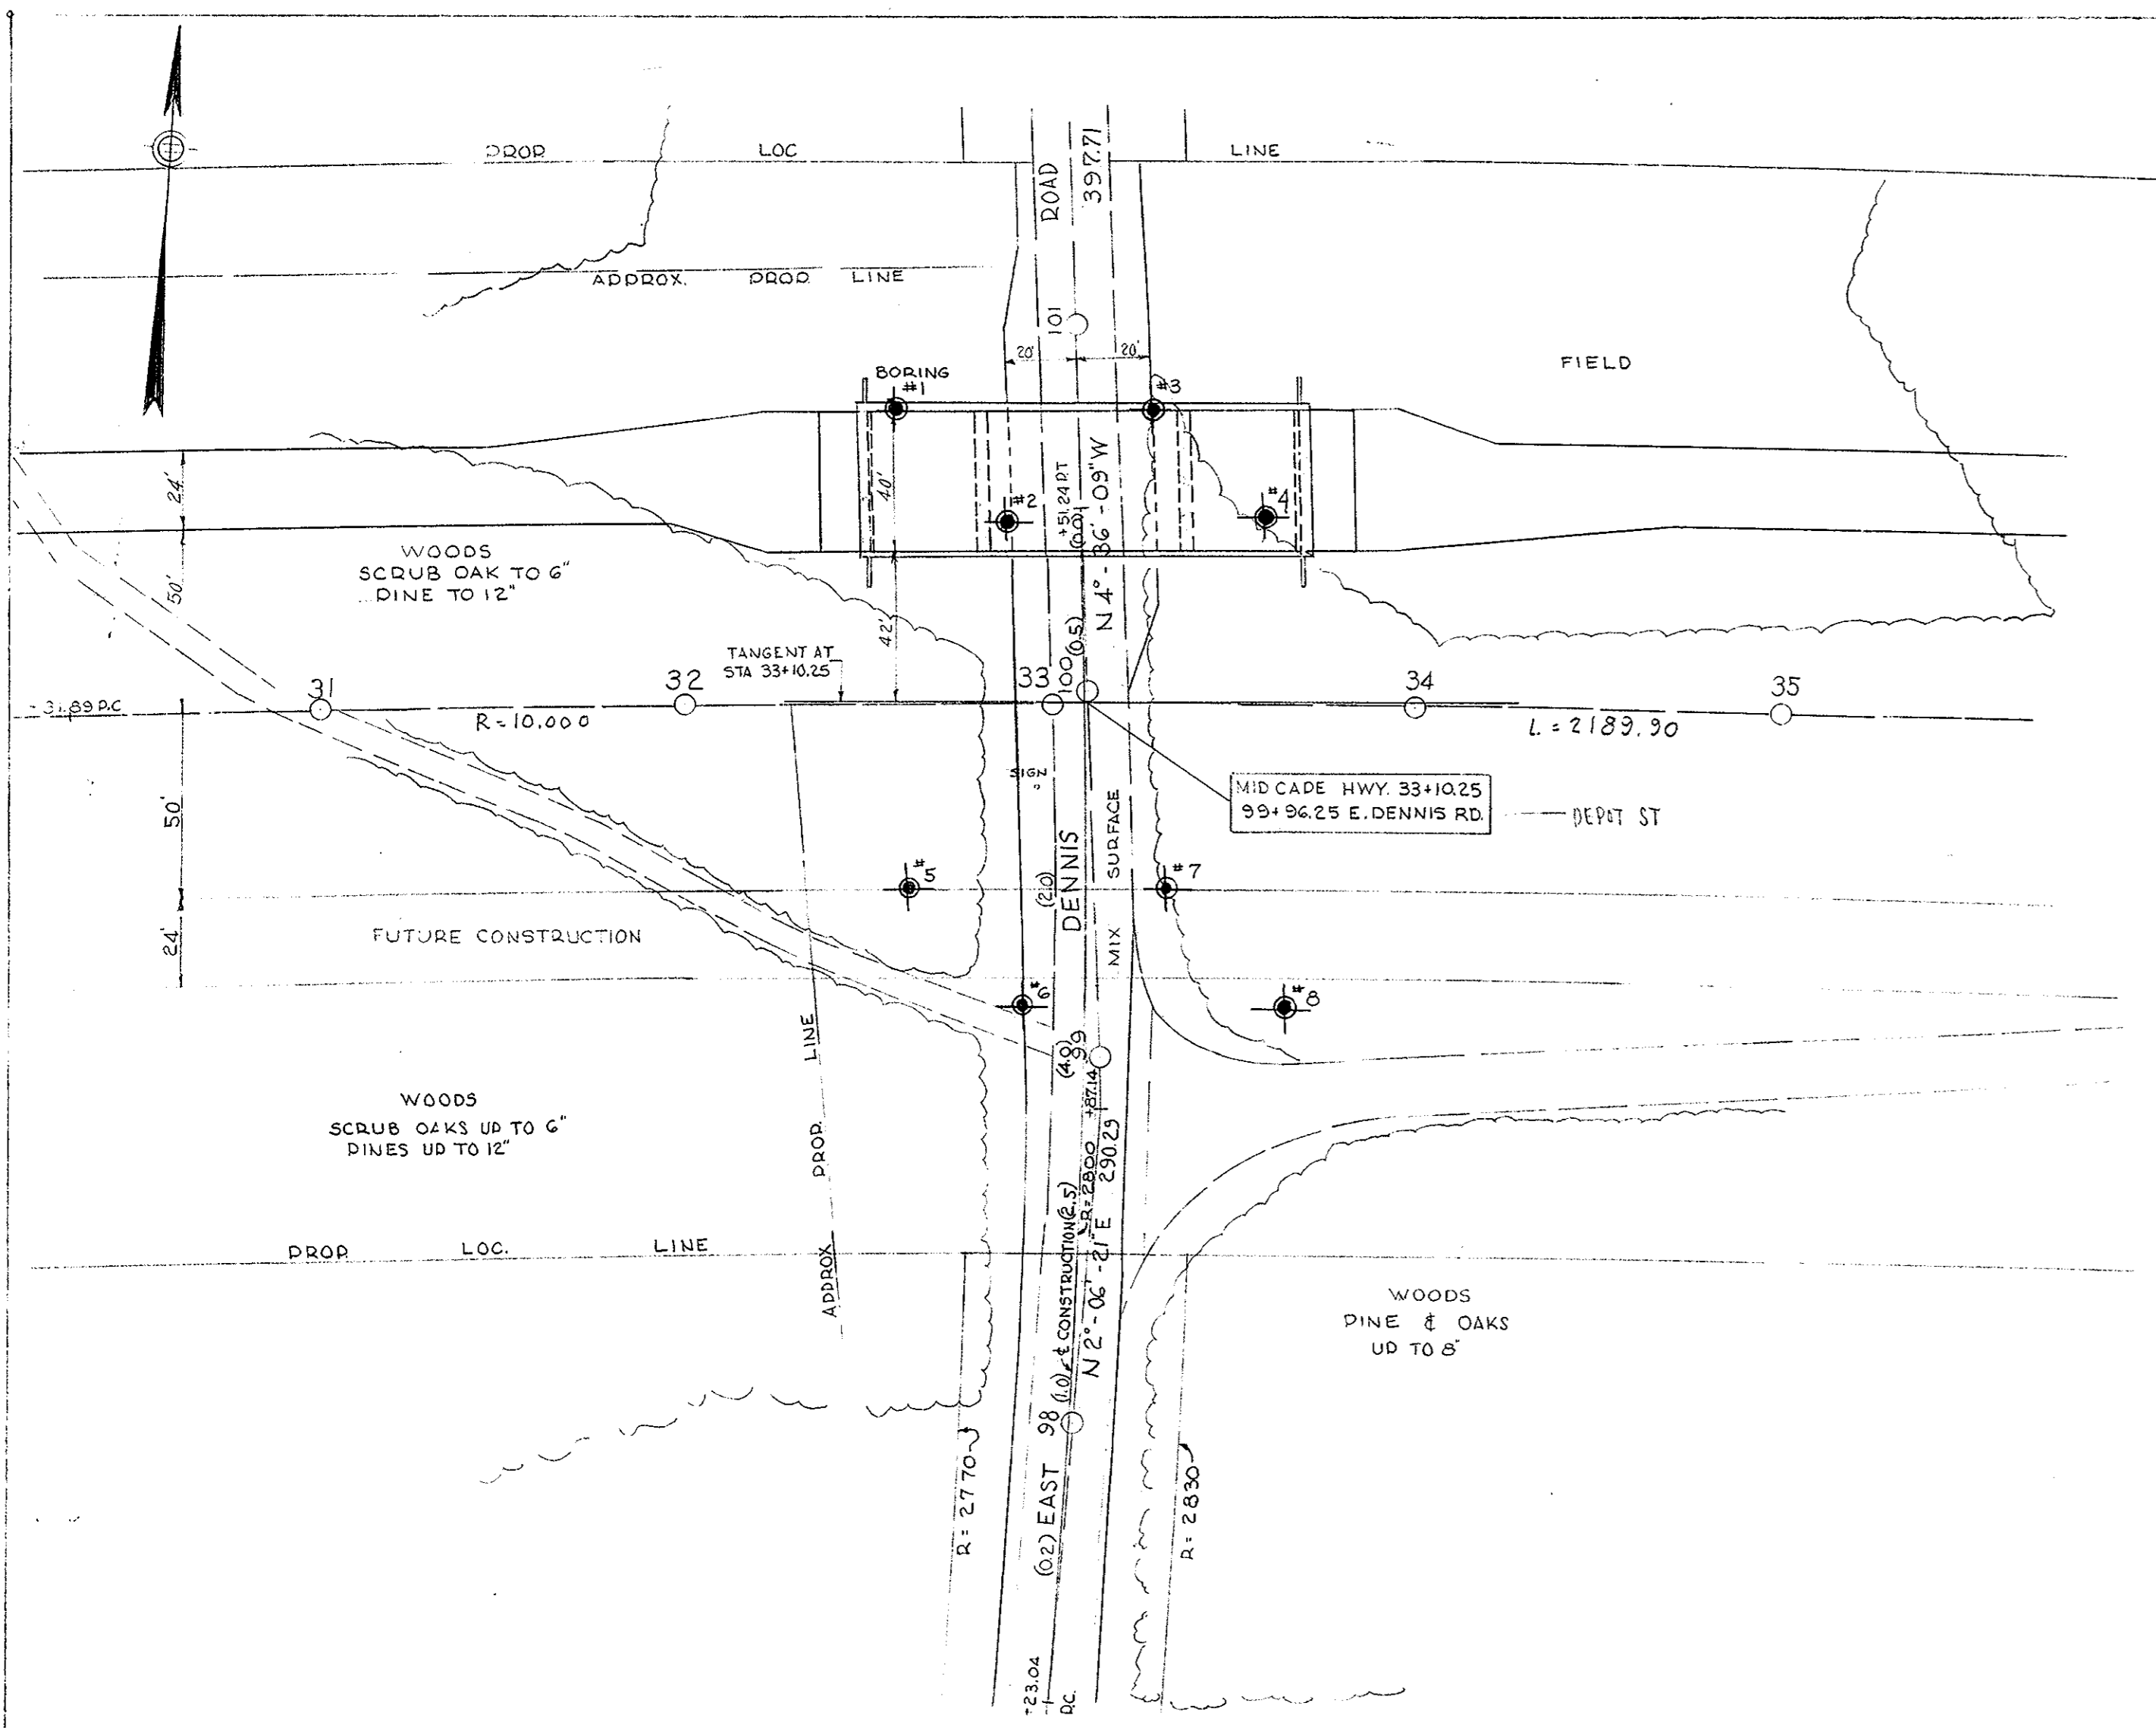 PROP. LOC. LINE
ROAD
397.71
APPROX. PROP. LINE
101
20' 20'
FIELD
BORING
#1
#3
#2
#4
24'
40'
+51.24 P.T.
(0.0)
N 4° - 36' - 09" W
WOODS
SCRUB OAK TO 6"
PINE TO 12"
50'
42'
TANGENT AT
STA 33+10.25
100 (0.5)
31 32 33 34 35
31.89 P.C.
R=10,000
L = 2189.90
SIGN
MID CAPE HWY. 33+10.25
99+96.25 E. DENNIS RD.
DEPOT ST
50'
DENNIS
(2.0)
MIX SURFACE
#5
#7
24'
FUTURE CONSTRUCTION
#6
#8
(4.0)
99
+87.14
WOODS
SCRUB OAKS UP TO 6"
PINES UP TO 12"
APPROX PROP. LINE
R=2800
290.29'
N 2° - 06' - 21" E
℄ CONSTRUCTION (2.5)
(1.0)
PROP. LOC. LINE
WOODS
PINE & OAKS
UP TO 8"
98
(0.2) EAST
R = 2770
R = 2830
+23.04
P.C.